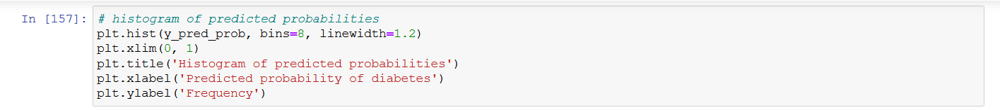 In [157]: # histogram of predicted probabilities
plt.hist(y_pred_prob, bins=8, linewidth=1.2)
plt.xlim(0, 1)
plt.title('Histogram of predicted probabilities')
plt.xlabel('Predicted probability of diabetes')
plt.ylabel('Frequency')